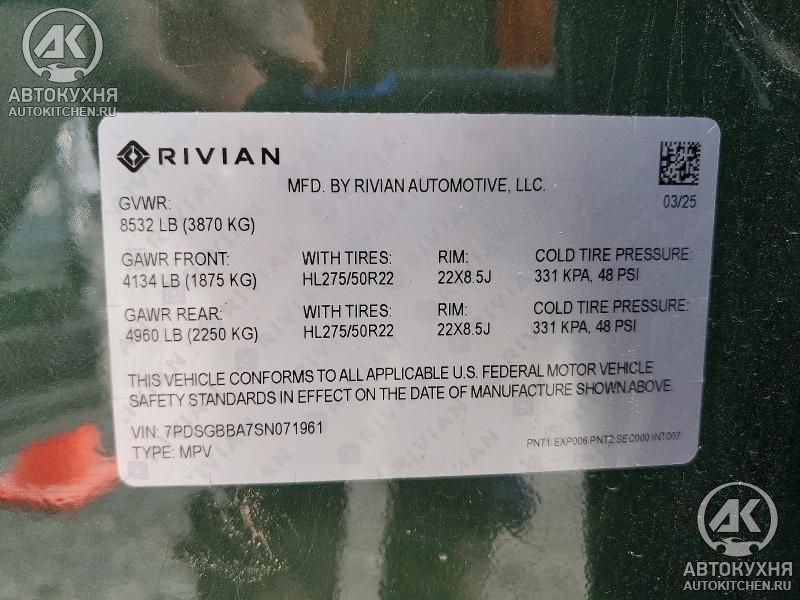 AK
АВТОКУХНЯ
AUTOKITCHEN.RU
RIVIAN
MFD. BY RIVIAN AUTOMOTIVE, LLC.
03/25
GVWR:
8532 LB (3870 KG)
GAWR FRONT: WITH TIRES: RIM: COLD TIRE PRESSURE:
4134 LB (1875 KG) HL275/50R22 22X8.5J 331 KPA, 48 PSI
GAWR REAR: WITH TIRES: RIM: COLD TIRE PRESSURE:
4960 LB (2250 KG) HL275/50R22 22X8.5J 331 KPA, 48 PSI
THIS VEHICLE CONFORMS TO ALL APPLICABLE U.S. FEDERAL MOTOR VEHICLE
SAFETY STANDARDS IN EFFECT ON THE DATE OF MANUFACTURE SHOWN ABOVE.
VIN: 7PDSGBBA7SN071961
TYPE: MPV
PNT1: EXP006 PNT2: SEC000 INT:007
AK
АВТОКУХНЯ
AUTOKITCHEN.RU